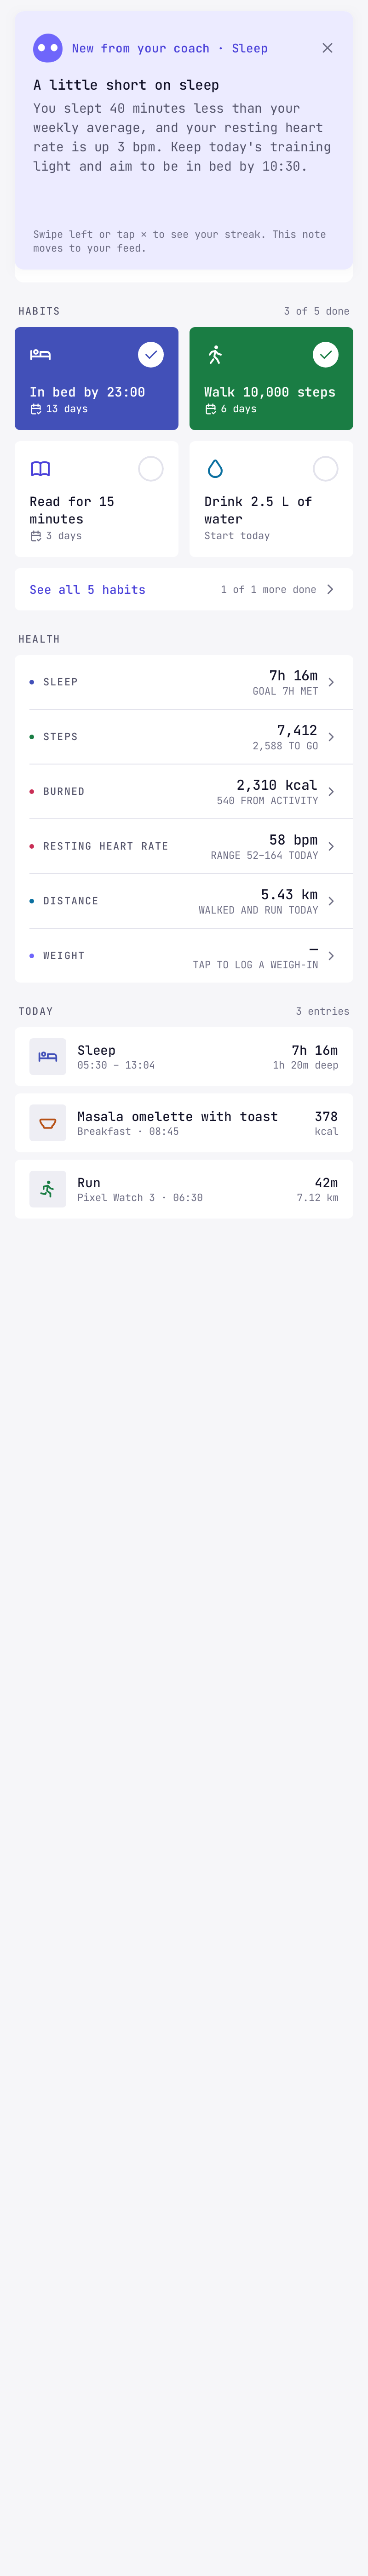 New from your coach · Sleep
A little short on sleep
You slept 40 minutes less than your
weekly average, and your resting heart
rate is up 3 bpm. Keep today's training
light and aim to be in bed by 10:30.
Swipe left or tap × to see your streak. This note
moves to your feed.
HABITS 3 of 5 done
In bed by 23:00
13 days
Walk 10,000 steps
6 days
Read for 15
minutes
3 days
Drink 2.5 L of
water
Start today
See all 5 habits 1 of 1 more done
HEALTH
SLEEP 7h 16m
GOAL 7H MET
STEPS 7,412
2,588 TO GO
BURNED 2,310 kcal
540 FROM ACTIVITY
RESTING HEART RATE 58 bpm
RANGE 52–164 TODAY
DISTANCE 5.43 km
WALKED AND RUN TODAY
WEIGHT —
TAP TO LOG A WEIGH-IN
TODAY 3 entries
Sleep 7h 16m
05:30 – 13:04 1h 20m deep
Masala omelette with toast 378
Breakfast · 08:45 kcal
Run 42m
Pixel Watch 3 · 06:30 7.12 km